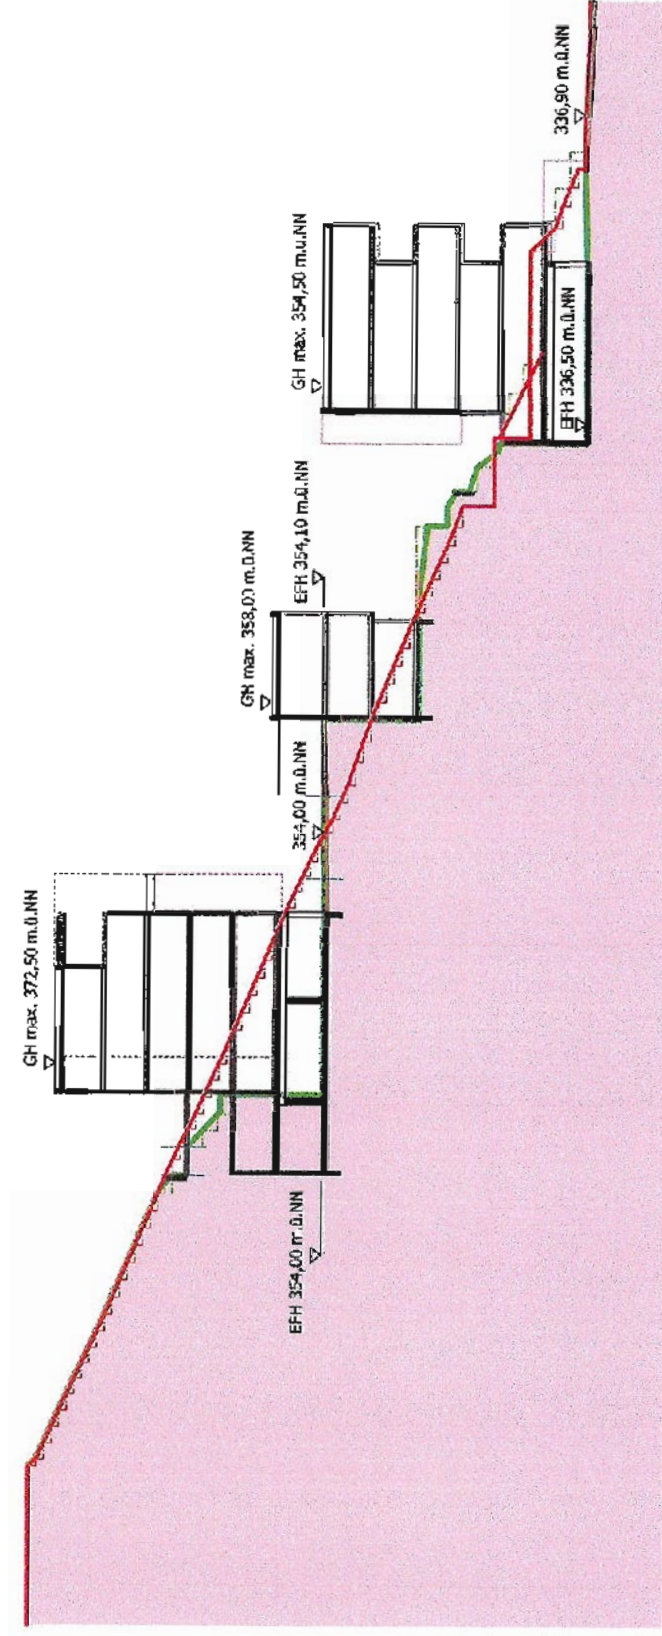 GH max. 372,50 m.ü.NN
EFH 354,00 m.ü.NN
354,00 m.ü.NN
GH max. 358,00 m.ü.NN
EFH 354,10 m.ü.NN
GH max. 354,50 m.ü.NN
EFH 336,50 m.ü.NN
336,90 m.ü.NN